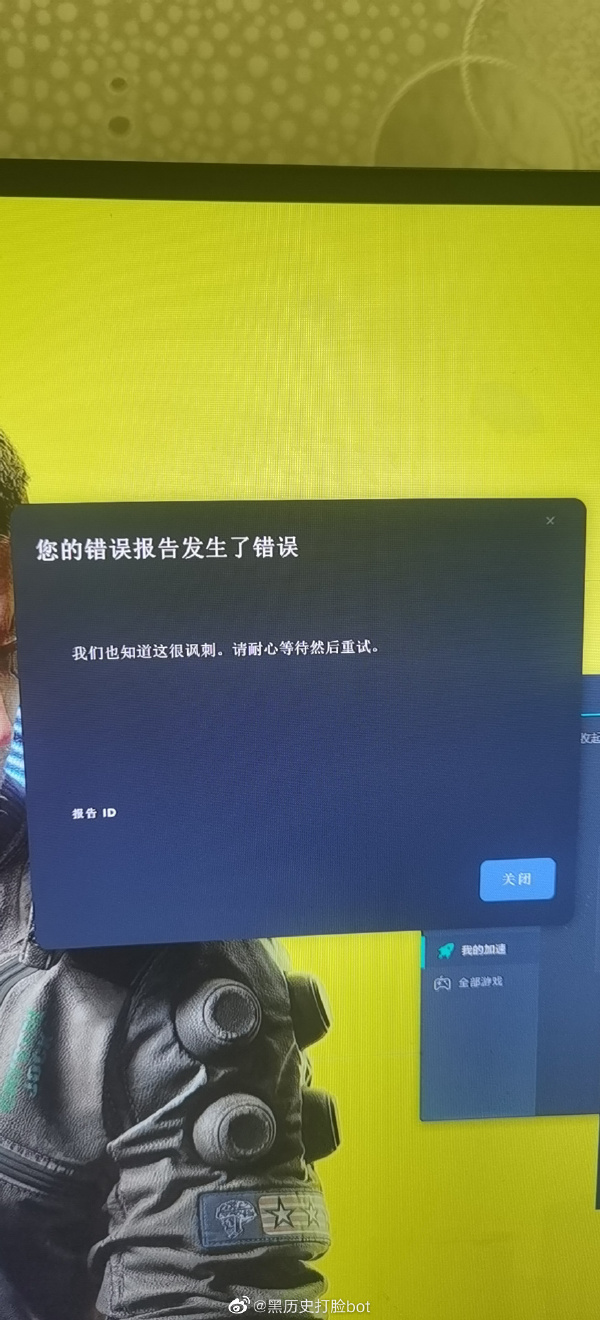 您的错误报告发生了错误
我们也知道这很讽刺。请耐心等待然后重试。
收起
报告 ID
关闭
我的加速
全部游戏
@黑历史打脸bot